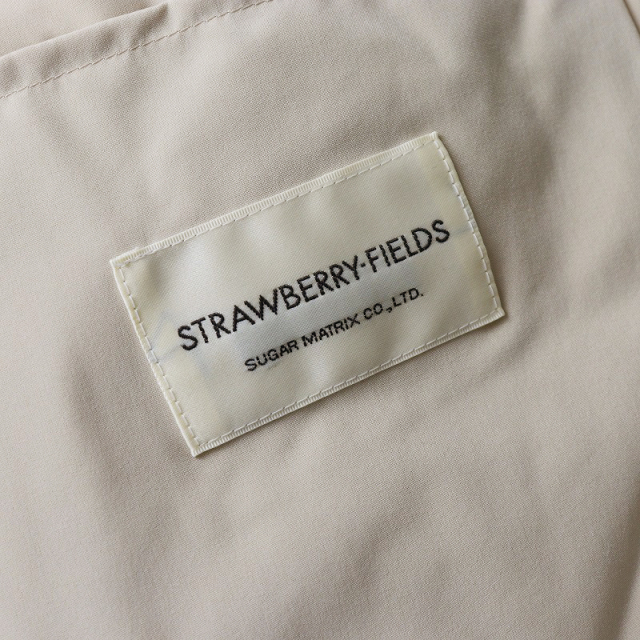 STRAWBERRY-FIELDS
SUGAR MATRIX CO.,LTD.